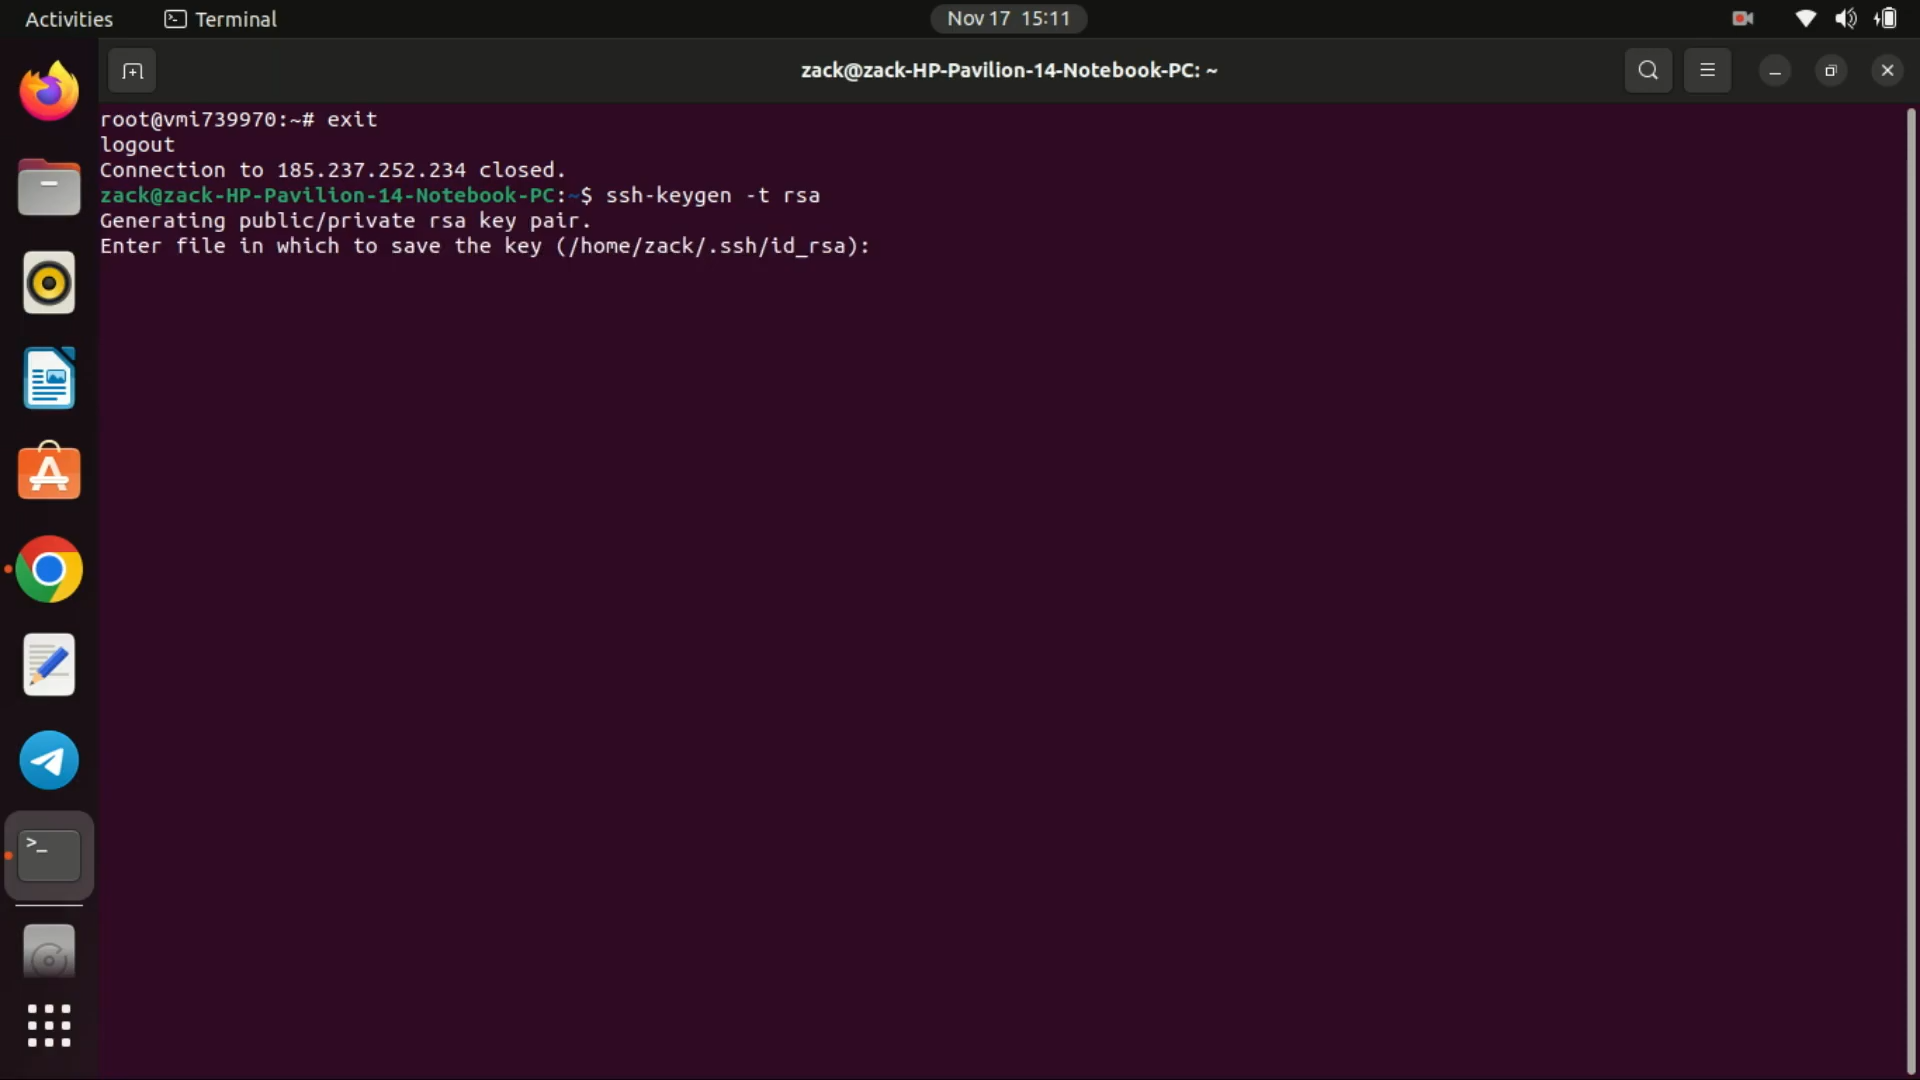 Activities
Terminal
Nov 17 15:11
zack@zack-HP-Pavilion-14-Notebook-PC: ~
root@vmi739970:~# exit
logout
Connection to 185.237.252.234 closed.
zack@zack-HP-Pavilion-14-Notebook-PC:~$ ssh-keygen -t rsa
Generating public/private rsa key pair.
Enter file in which to save the key (/home/zack/.ssh/id_rsa):